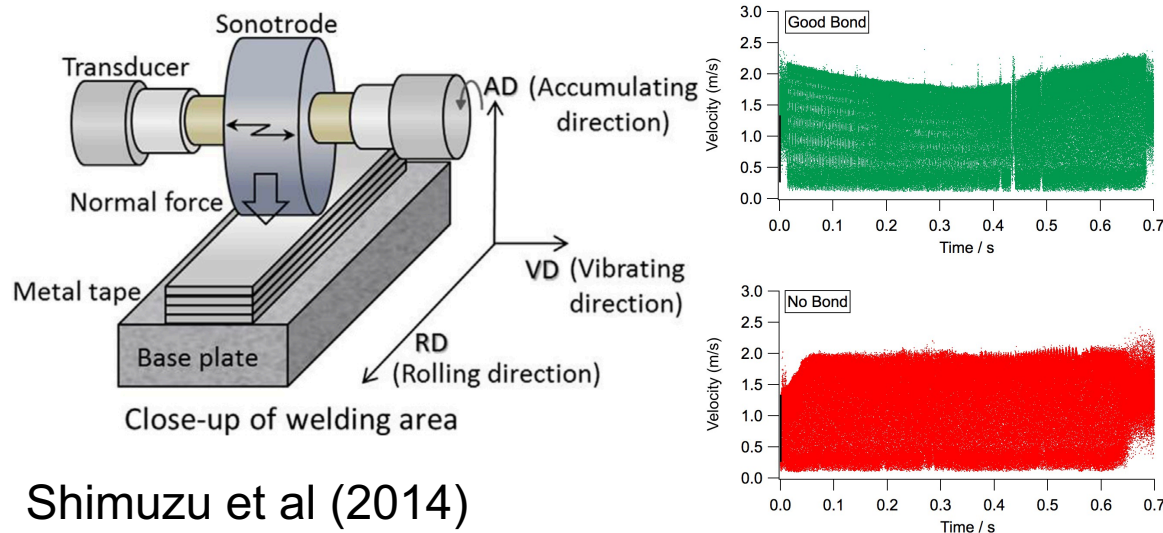 Sonotrode
Transducer
AD (Accumulating
direction)
Normal force
VD (Vibrating
direction)
Metal tape
Base plate
RD
(Rolling direction)
Close-up of welding area
Shimuzu et al (2014)
Good Bond
Velocity (m/s)
3.0
2.5
2.0
1.5
1.0
0.5
0.0
0.0 0.1 0.2 0.3 0.4 0.5 0.6 0.7
Time / s
No Bond
Velocity (m/s)
3.0
2.5
2.0
1.5
1.0
0.5
0.0
0.0 0.1 0.2 0.3 0.4 0.5 0.6 0.7
Time / s